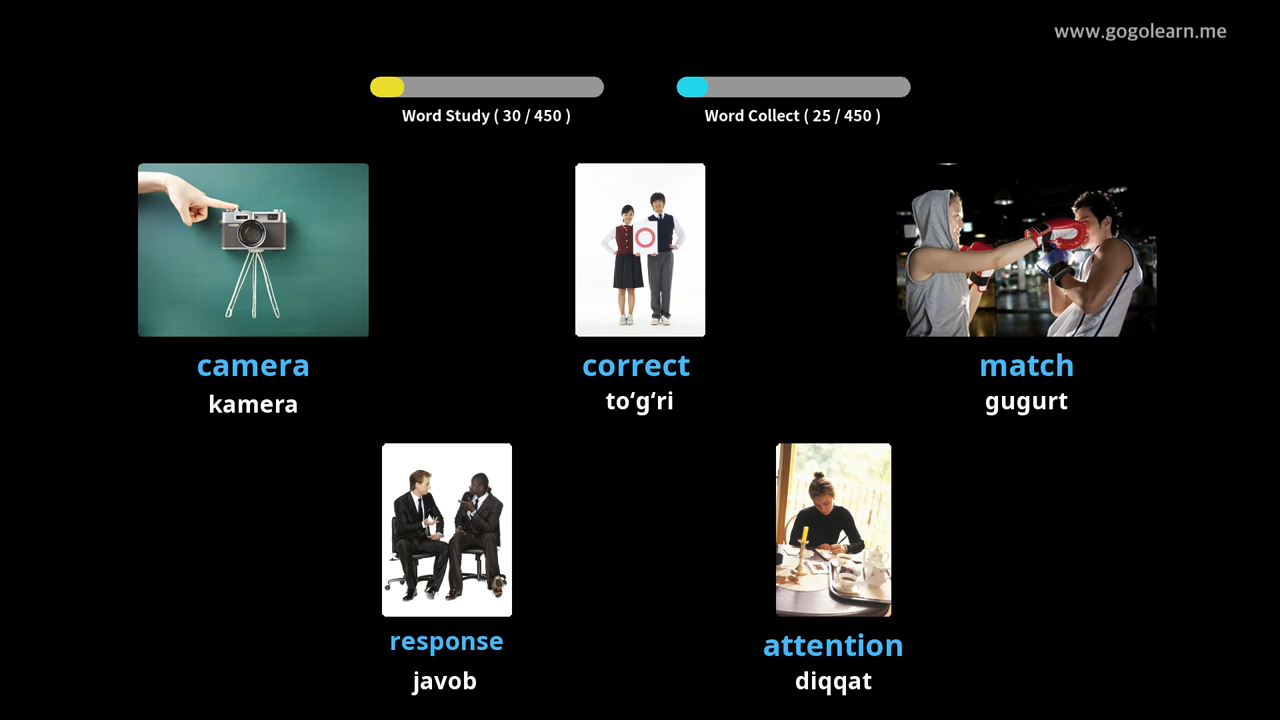 www.gogolearn.me
Word Study ( 30 / 450 )
Word Collect ( 25 / 450 )
camera
kamera
correct
to‘g‘ri
match
gugurt
response
javob
attention
diqqat